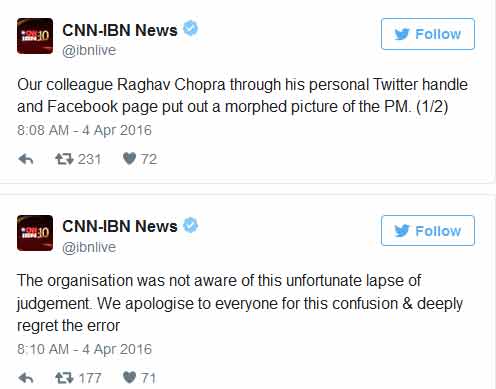 CNN-IBN News
Follow
@ibnlive
Our colleague Raghav Chopra through his personal Twitter handle
and Facebook page put out a morphed picture of the PM. (1/2)
8:08 AM - 4 Apr 2016
231 72
CNN-IBN News
Follow
@ibnlive
The organisation was not aware of this unfortunate lapse of
judgement. We apologise to everyone for this confusion & deeply
regret the error
8:10 AM - 4 Apr 2016
177 71